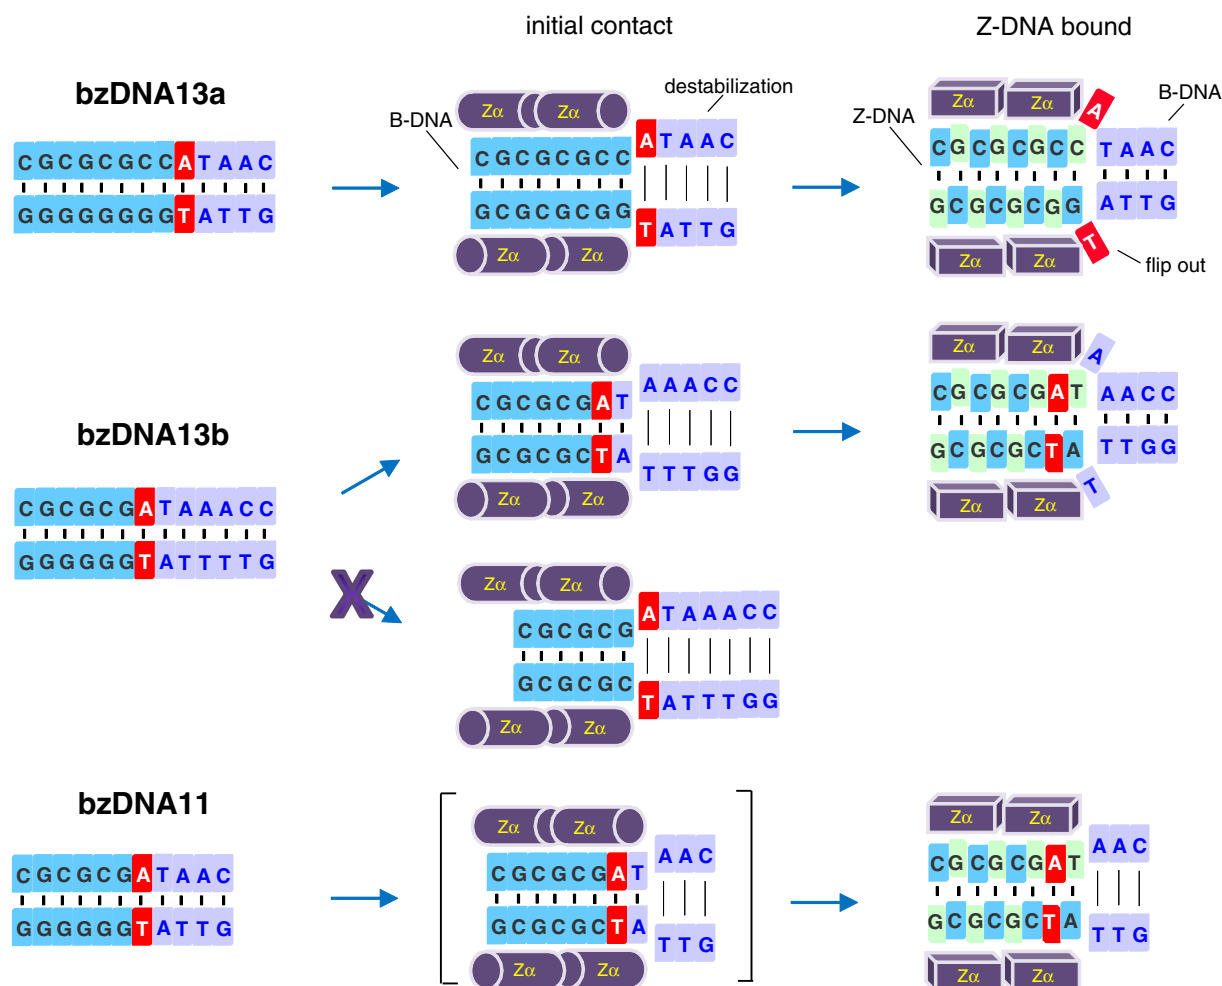 initial contact
Z-DNA bound
bzDNA13a
destabilization
B-DNA
Zα Zα
Z-DNA
B-DNA
Zα Zα
A
CGCGCGCCATAAC
GGGGGGGGTATTG
CGCGCGCC ATAAC
GCGCGCGG TATTG
CGCGCGCC TAAC
GCGCGCGG ATTG
Zα Zα
Zα Zα
T
flip out
bzDNA13b
Zα Zα
CGCGCGAT AAACC
GCGCGCTA TTTGG
Zα Zα
Zα Zα
A
CGCGCGAT AACC
GCGCGCTA TTGG
Zα Zα
T
CGCGCGATAAACC
GGGGGGTATTTTG
X
Zα Zα
CGCGCG ATAAACC
GCGCGC TATTTGG
Zα Zα
bzDNA11
CGCGCGATAAC
GGGGGGTATTG
Zα Zα
CGCGCGAT AAC
GCGCGCTA TTG
Zα Zα
Zα Zα
CGCGCGAT AAC
GCGCGCTA TTG
Zα Zα